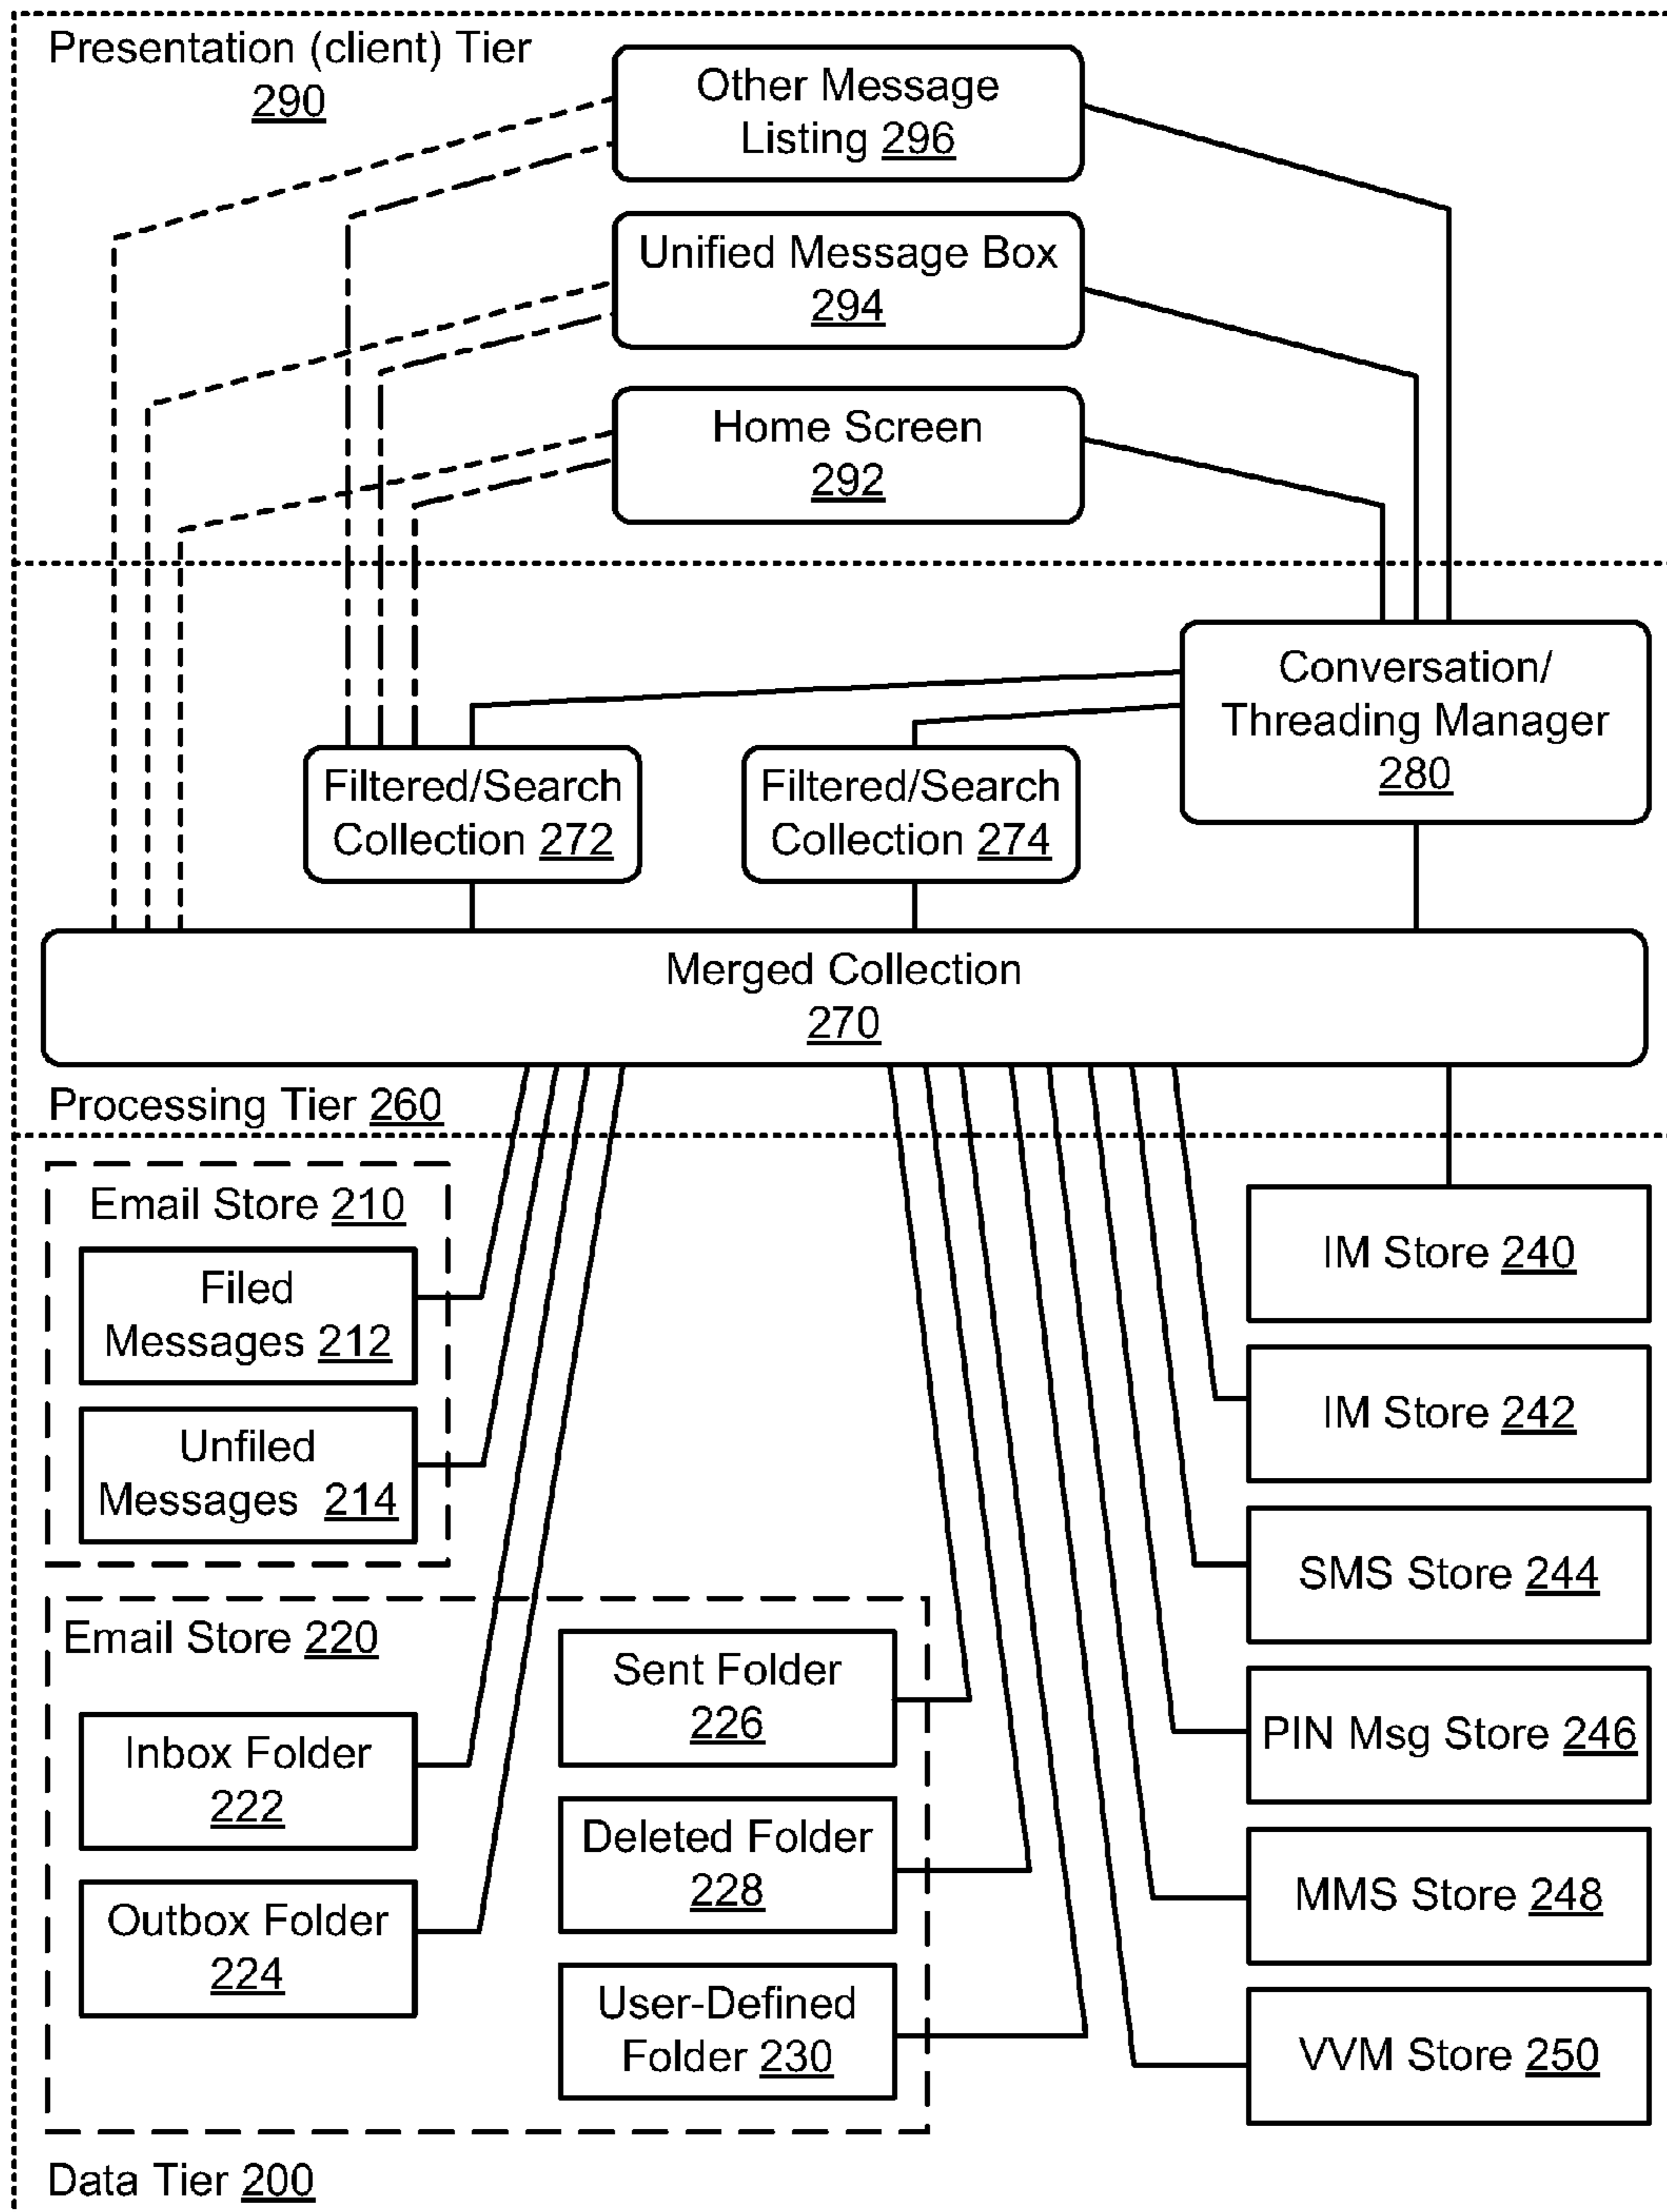 Presentation (client) Tier
290
Other Message
Listing 296
Unified Message Box
294
Home Screen
292
Conversation/
Threading Manager
280
Filtered/Search
Collection 272
Filtered/Search
Collection 274
Merged Collection
270
Processing Tier 260
Email Store 210
Filed
Messages 212
Unfiled
Messages 214
Email Store 220
Inbox Folder
222
Outbox Folder
224
Sent Folder
226
Deleted Folder
228
User-Defined
Folder 230
IM Store 240
IM Store 242
SMS Store 244
PIN Msg Store 246
MMS Store 248
VVM Store 250
Data Tier 200